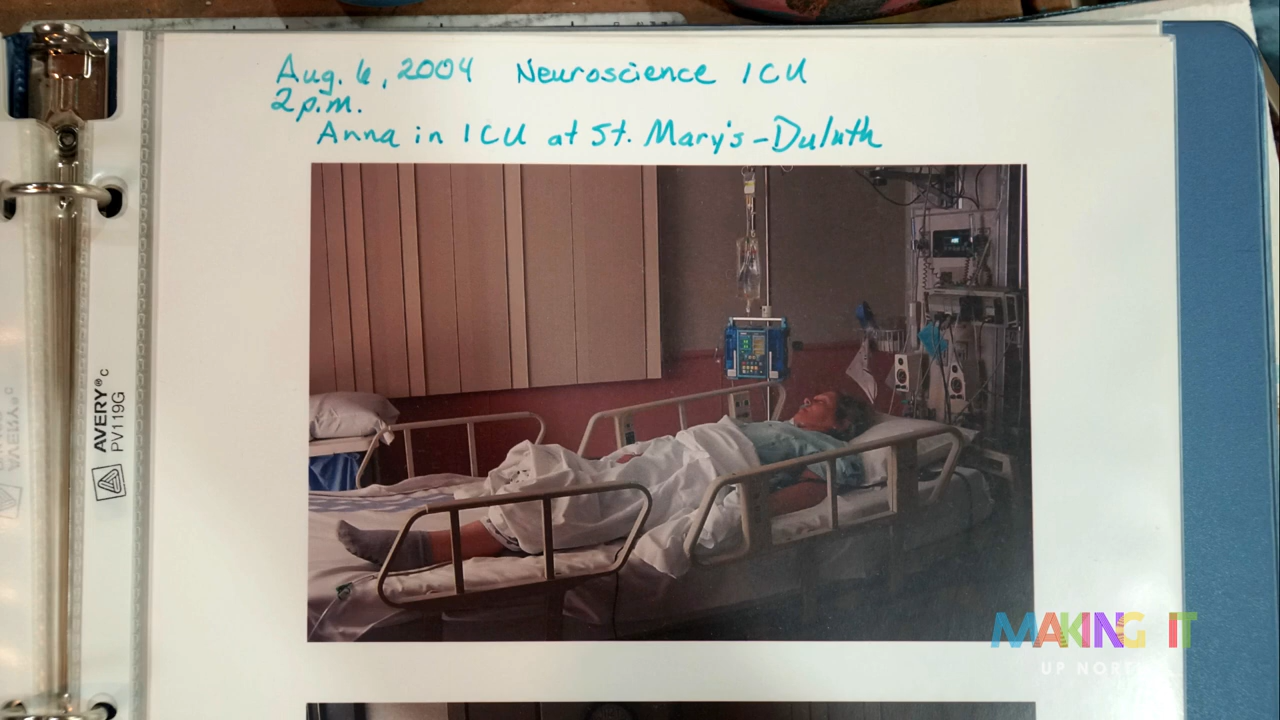 Aug. 6, 2004 Neuroscience ICU
2 p.m.
Anna in ICU at St. Mary's-Duluth
AVERY® c
PV119G
MAKING IT
UP NORTH